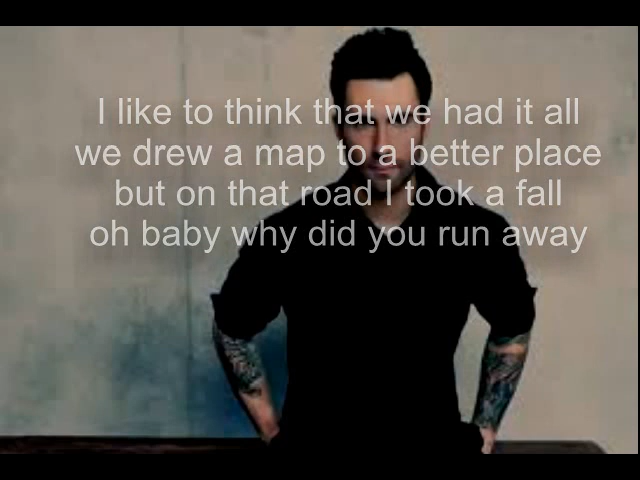 I like to think that we had it all
we drew a map to a better place
but on that road I took a fall
oh baby why did you run away